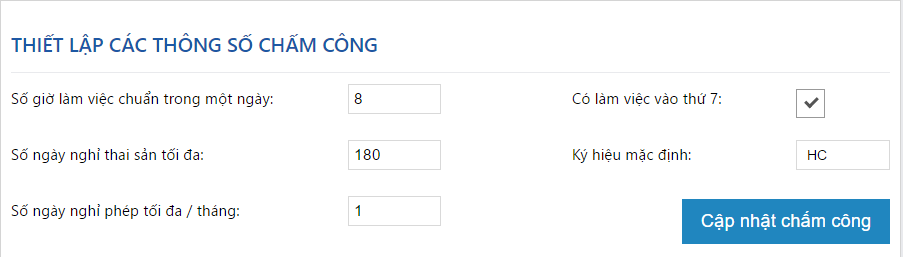 THIẾT LẬP CÁC THÔNG SỐ CHẤM CÔNG
Số giờ làm việc chuẩn trong một ngày: 8 Có làm việc vào thứ 7:
Số ngày nghỉ thai sản tối đa: 180 Ký hiệu mặc định: HC
Số ngày nghỉ phép tối đa / tháng: 1
Cập nhật chấm công